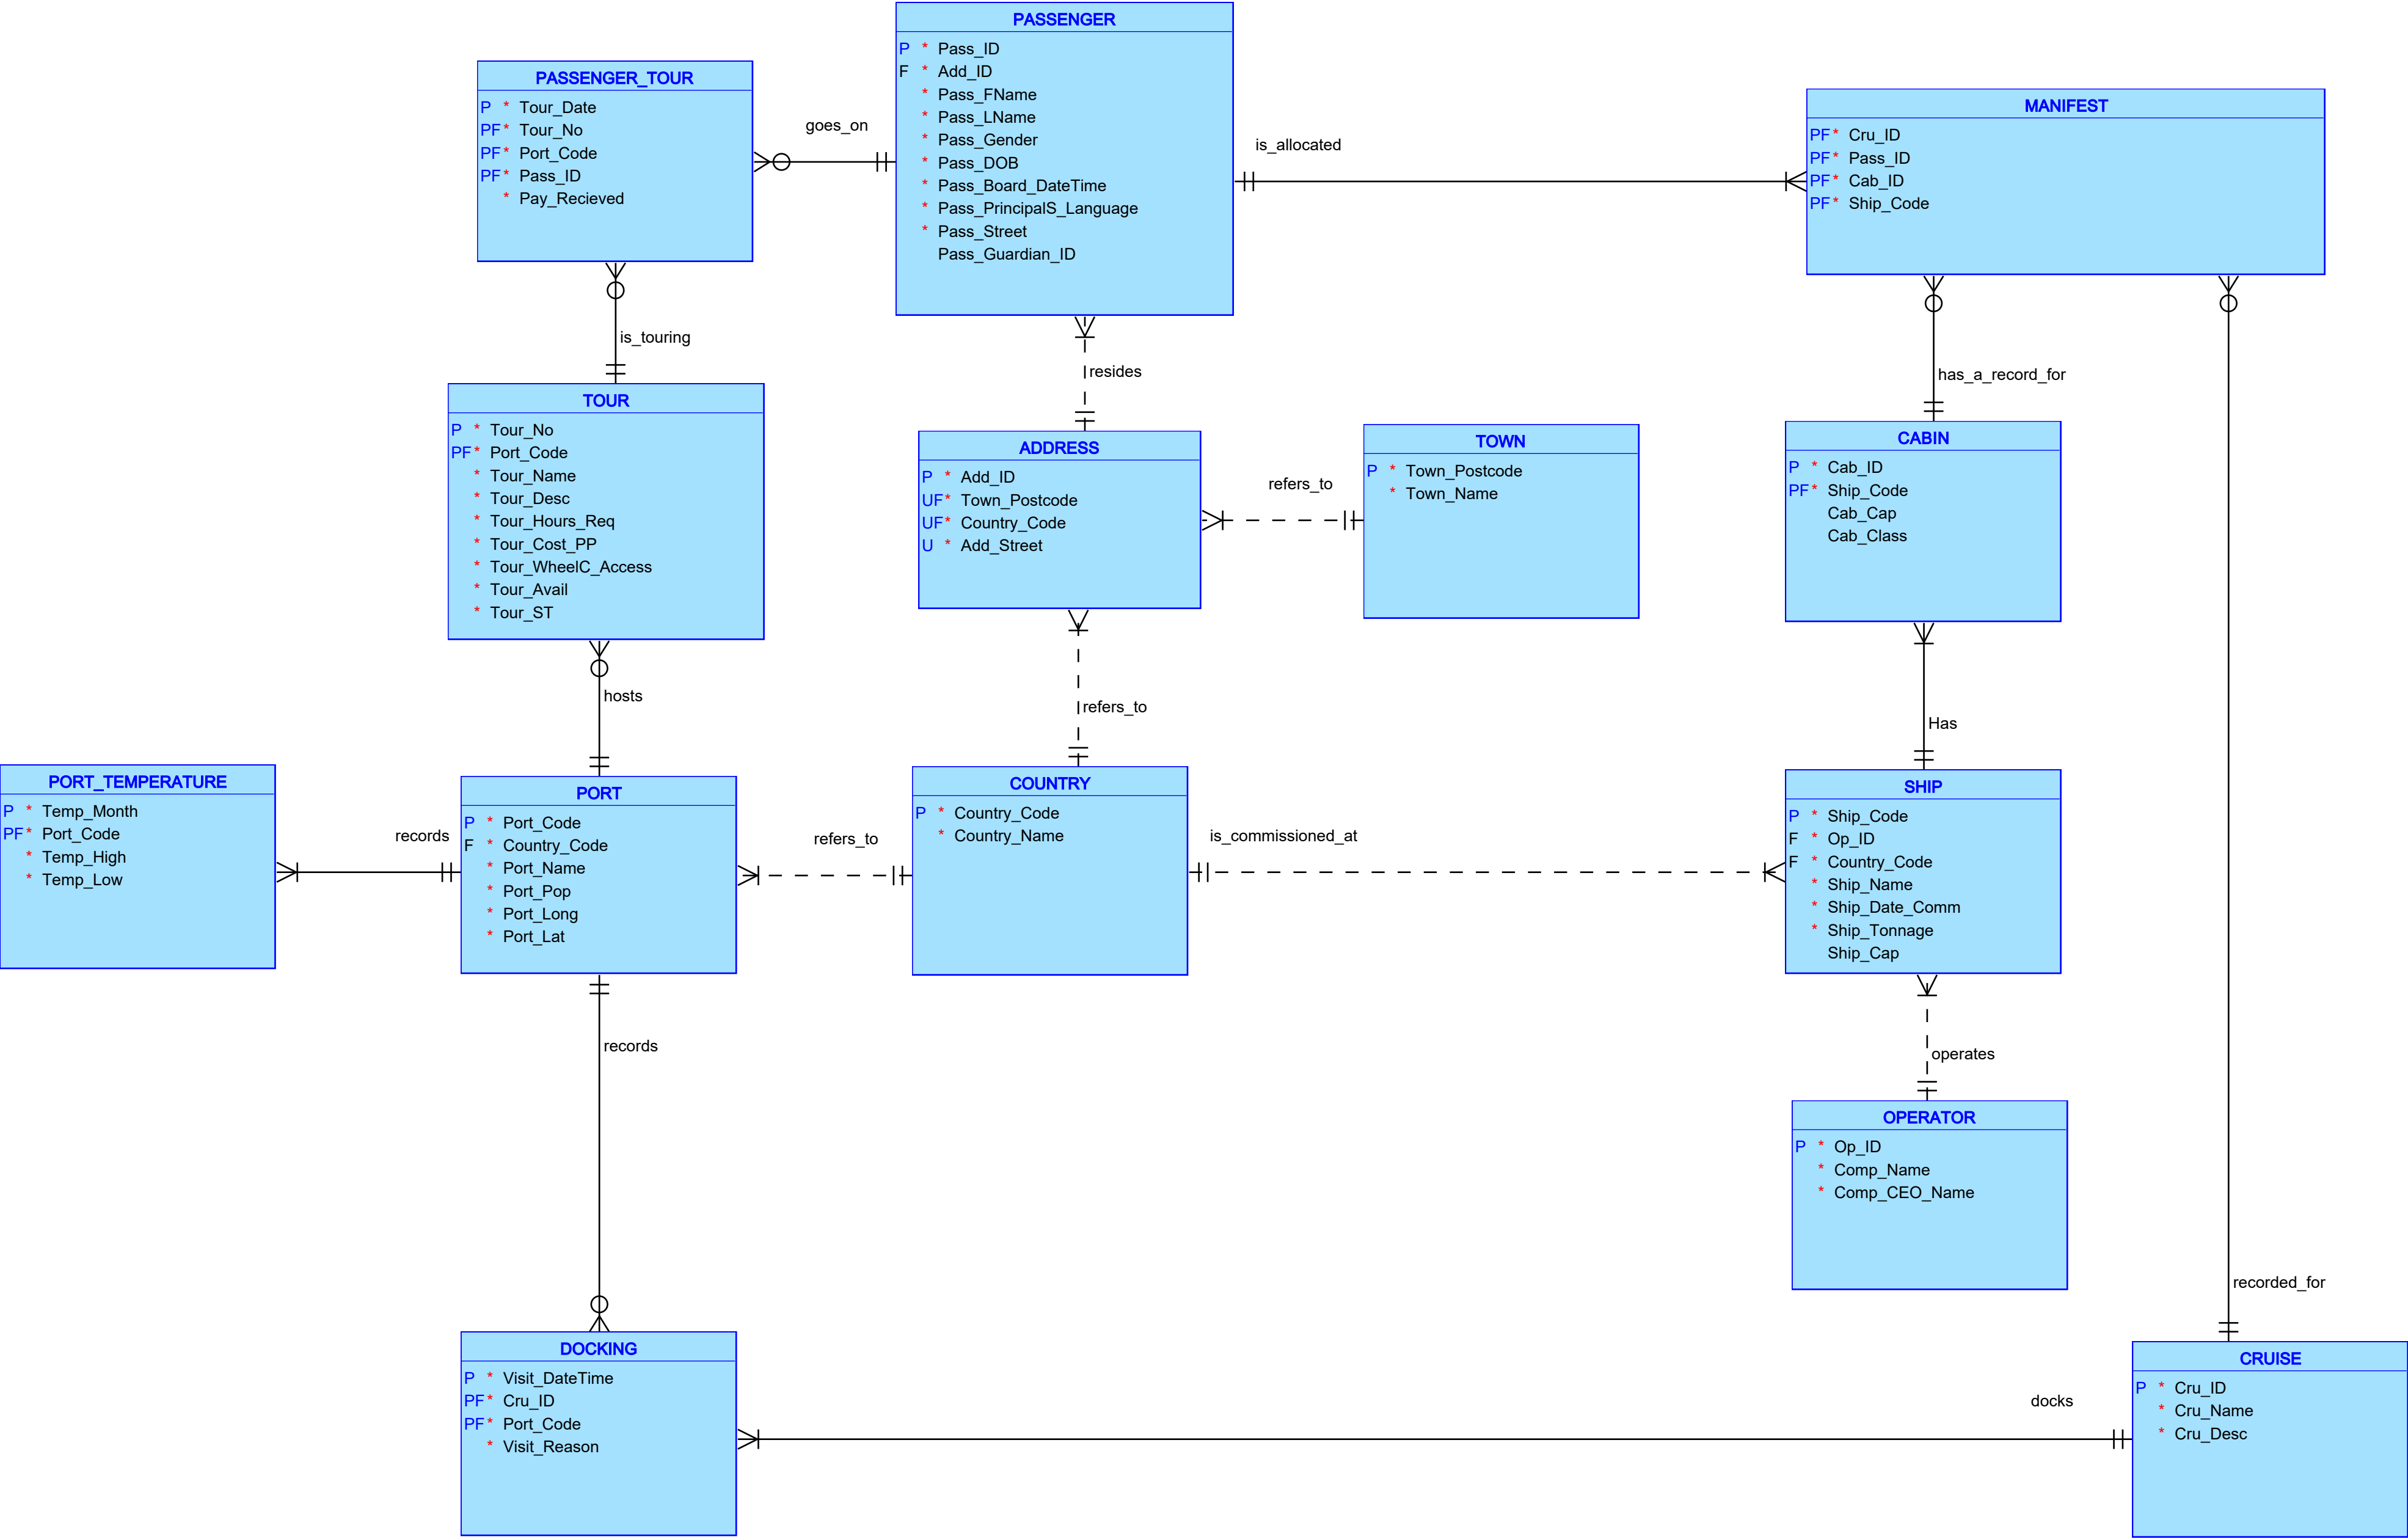 PASSENGER
P * Pass_ID
F * Add_ID
* Pass_FName
* Pass_LName
* Pass_Gender
* Pass_DOB
* Pass_Board_DateTime
* Pass_PrincipalS_Language
* Pass_Street
Pass_Guardian_ID
PASSENGER_TOUR
P * Tour_Date
PF * Tour_No
PF * Port_Code
PF * Pass_ID
* Pay_Recieved
goes_on
is_allocated
MANIFEST
PF * Cru_ID
PF * Pass_ID
PF * Cab_ID
PF * Ship_Code
is_touring
resides
has_a_record_for
TOUR
P * Tour_No
PF * Port_Code
* Tour_Name
* Tour_Desc
* Tour_Hours_Req
* Tour_Cost_PP
* Tour_WheelC_Access
* Tour_Avail
* Tour_ST
ADDRESS
P * Add_ID
UF * Town_Postcode
UF * Country_Code
U * Add_Street
refers_to
TOWN
P * Town_Postcode
* Town_Name
CABIN
P * Cab_ID
PF * Ship_Code
Cab_Cap
Cab_Class
hosts
refers_to
Has
PORT_TEMPERATURE
P * Temp_Month
PF * Port_Code
* Temp_High
* Temp_Low
records
PORT
P * Port_Code
F * Country_Code
* Port_Name
* Port_Pop
* Port_Long
* Port_Lat
refers_to
COUNTRY
P * Country_Code
* Country_Name
is_commissioned_at
SHIP
P * Ship_Code
F * Op_ID
F * Country_Code
* Ship_Name
* Ship_Date_Comm
* Ship_Tonnage
Ship_Cap
records
operates
OPERATOR
P * Op_ID
* Comp_Name
* Comp_CEO_Name
recorded_for
DOCKING
P * Visit_DateTime
PF * Cru_ID
PF * Port_Code
* Visit_Reason
docks
CRUISE
P * Cru_ID
* Cru_Name
* Cru_Desc